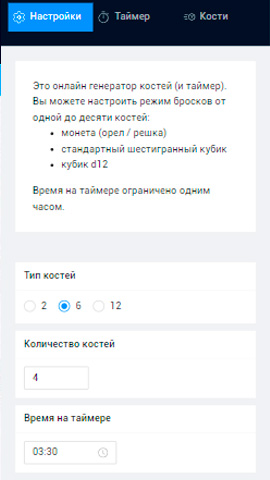 Настройки Таймер Кости
Это онлайн генератор костей (и таймер).
Вы можете настроить режим бросков от
одной до десяти костей:
• монета (орел / решка)
• стандартный шестигранный кубик
• кубик d12
Время на таймере ограничено одним
часом.
Тип костей
2 6 12
Количество костей
4
Время на таймере
03:30